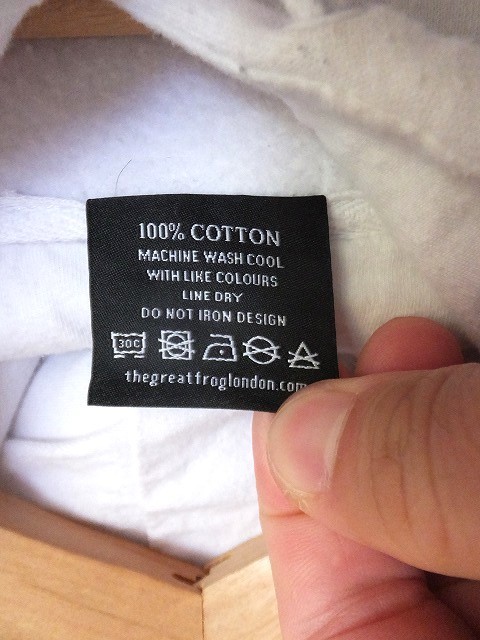 100% COTTON
MACHINE WASH COOL
WITH LIKE COLOURS
LINE DRY
DO NOT IRON DESIGN
30C
thegreatfroglondon.com